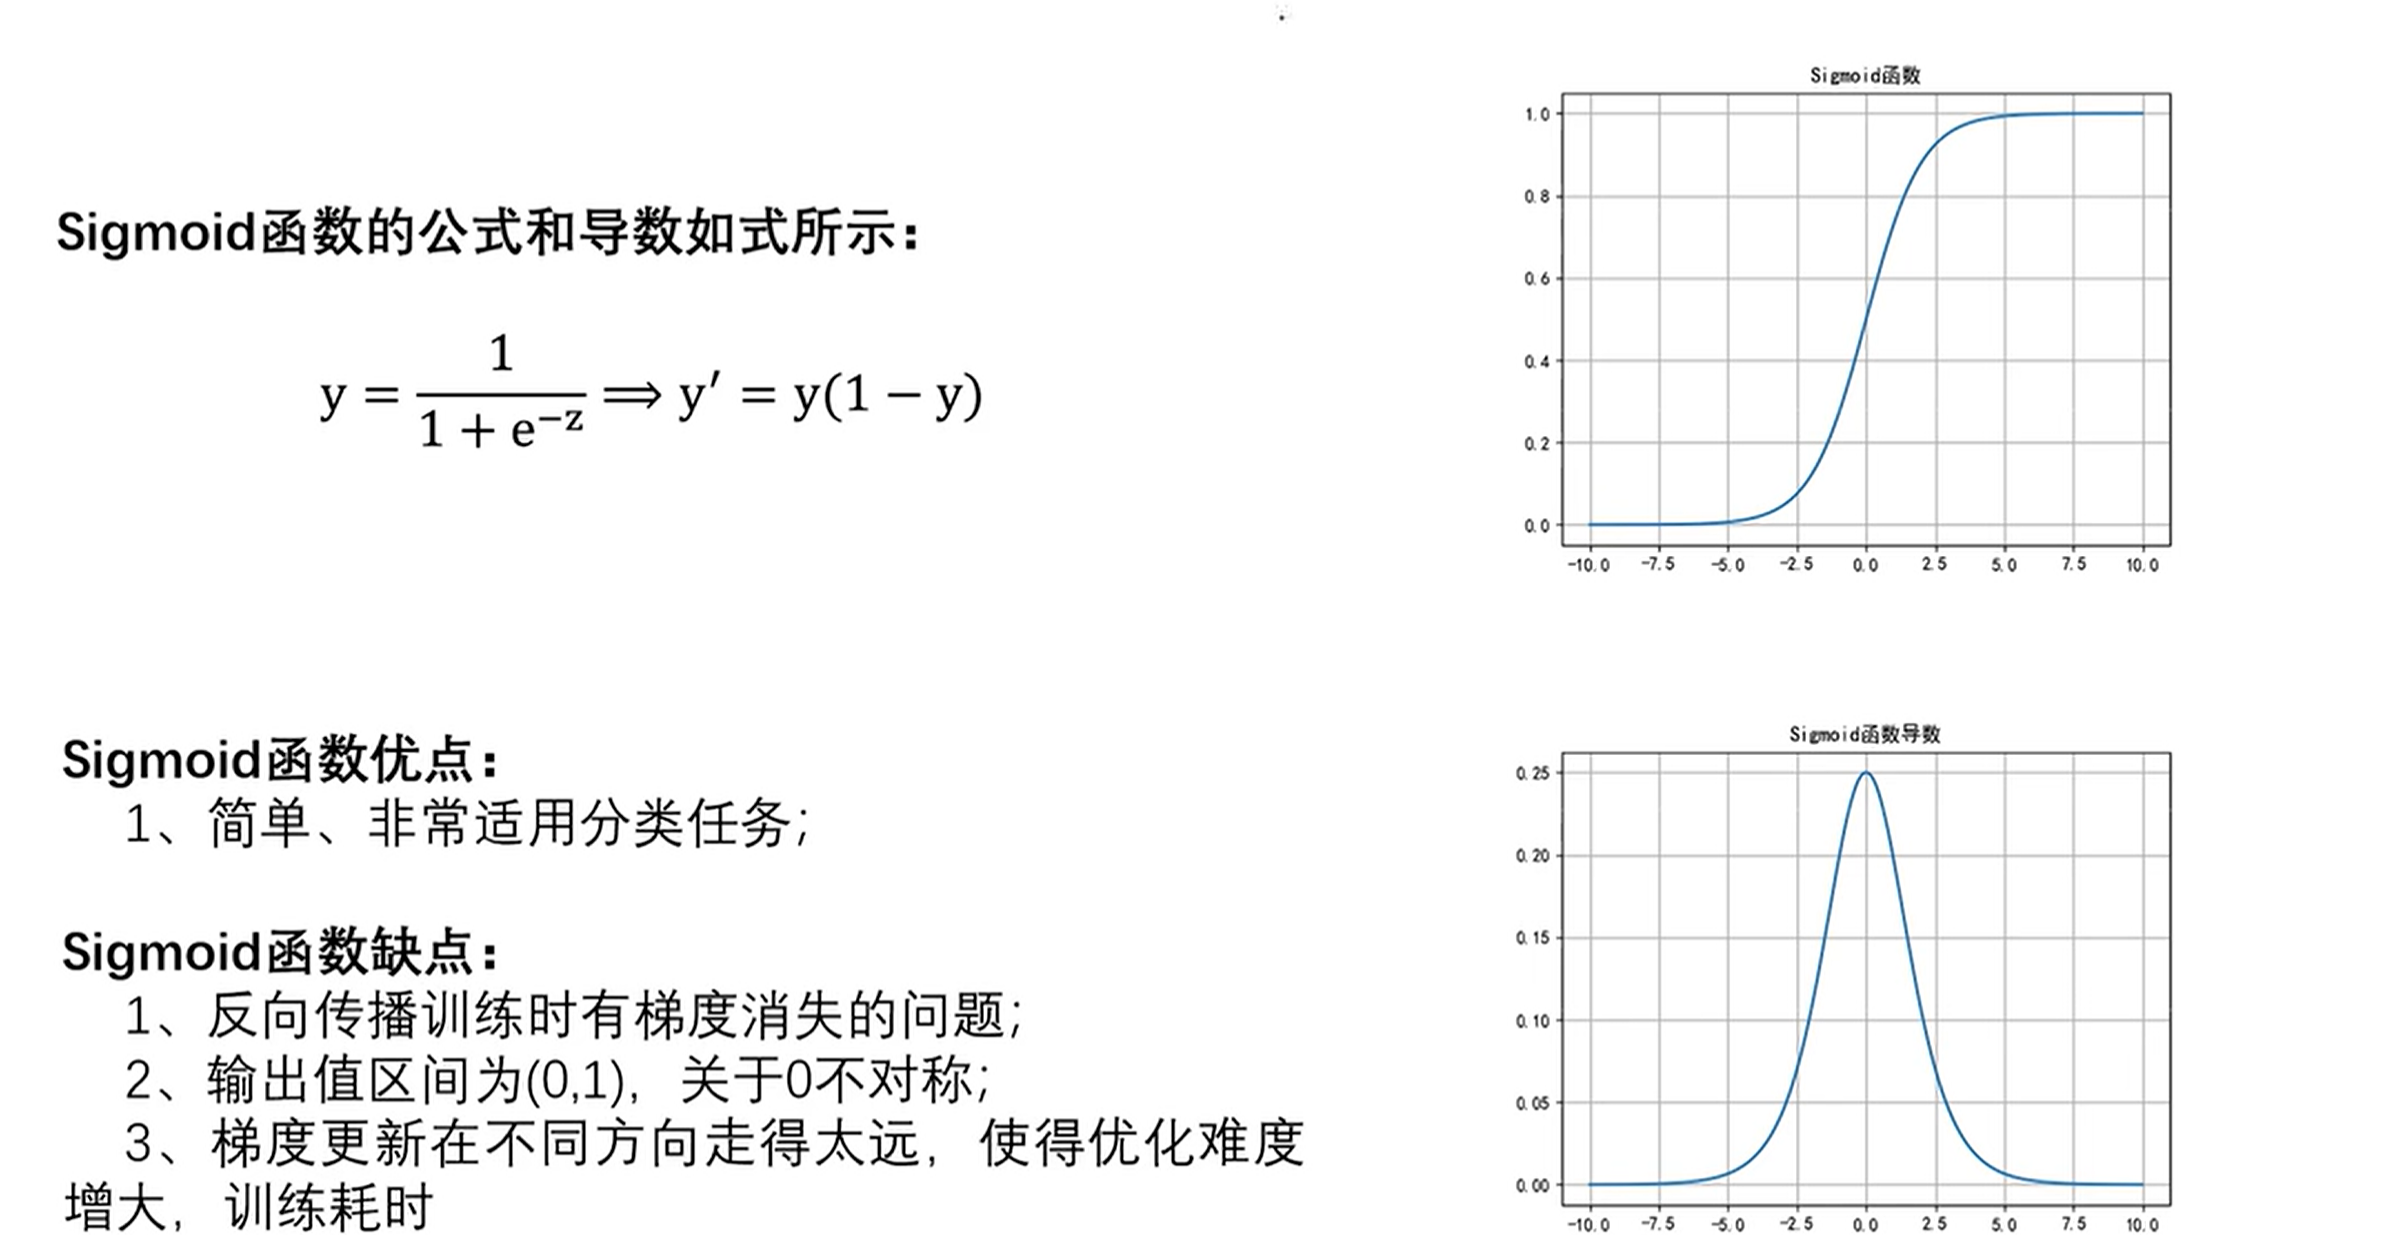 Sigmoid函数的公式和导数如式所示：
y = 1 / (1 + e^{−z}) ⟹ y′ = y(1 − y)
Sigmoid函数优点：
1、简单、非常适用分类任务；
Sigmoid函数缺点：
1、反向传播训练时有梯度消失的问题；
2、输出值区间为(0,1)，关于0不对称；
3、梯度更新在不同方向走得太远，使得优化难度
增大，训练耗时
Sigmoid函数
1.0
0.8
0.6
0.4
0.2
0.0
-10.0 -7.5 -5.0 -2.5 0.0 2.5 5.0 7.5 10.0
Sigmoid函数导数
0.25
0.20
0.15
0.10
0.05
0.00
-10.0 -7.5 -5.0 -2.5 0.0 2.5 5.0 7.5 10.0